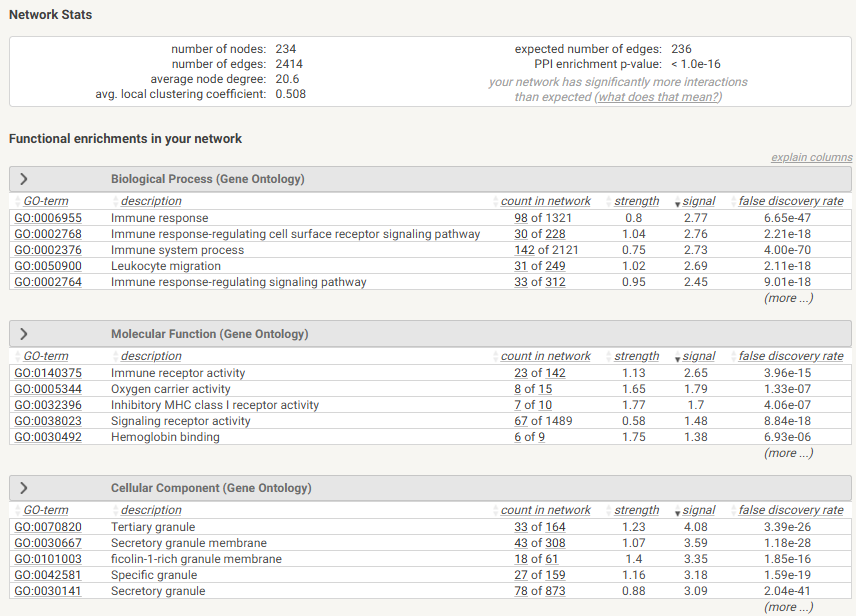 Network Stats
number of nodes: 234
expected number of edges: 236
number of edges: 2414
PPI enrichment p-value: < 1.0e-16
average node degree: 20.6
your network has significantly more interactions
avg. local clustering coefficient: 0.508
than expected (what does that mean?)
Functional enrichments in your network
explain columns
Biological Process (Gene Ontology)
GO-term description count in network strength signal false discovery rate
GO:0006955 Immune response 98 of 1321 0.8 2.77 6.65e-47
GO:0002768 Immune response-regulating cell surface receptor signaling pathway 30 of 228 1.04 2.76 2.21e-18
GO:0002376 Immune system process 142 of 2121 0.75 2.73 4.00e-70
GO:0050900 Leukocyte migration 31 of 249 1.02 2.69 2.11e-18
GO:0002764 Immune response-regulating signaling pathway 33 of 312 0.95 2.45 9.01e-18
(more ...)
Molecular Function (Gene Ontology)
GO-term description count in network strength signal false discovery rate
GO:0140375 Immune receptor activity 23 of 142 1.13 2.65 3.96e-15
GO:0005344 Oxygen carrier activity 8 of 15 1.65 1.79 1.33e-07
GO:0032396 Inhibitory MHC class I receptor activity 7 of 10 1.77 1.7 4.06e-07
GO:0038023 Signaling receptor activity 67 of 1489 0.58 1.48 8.84e-18
GO:0030492 Hemoglobin binding 6 of 9 1.75 1.38 6.93e-06
(more ...)
Cellular Component (Gene Ontology)
GO-term description count in network strength signal false discovery rate
GO:0070820 Tertiary granule 33 of 164 1.23 4.08 3.39e-26
GO:0030667 Secretory granule membrane 43 of 308 1.07 3.59 1.18e-28
GO:0101003 ficolin-1-rich granule membrane 18 of 61 1.4 3.35 1.85e-16
GO:0042581 Specific granule 27 of 159 1.16 3.18 1.59e-19
GO:0030141 Secretory granule 78 of 873 0.88 3.09 2.04e-41
(more ...)